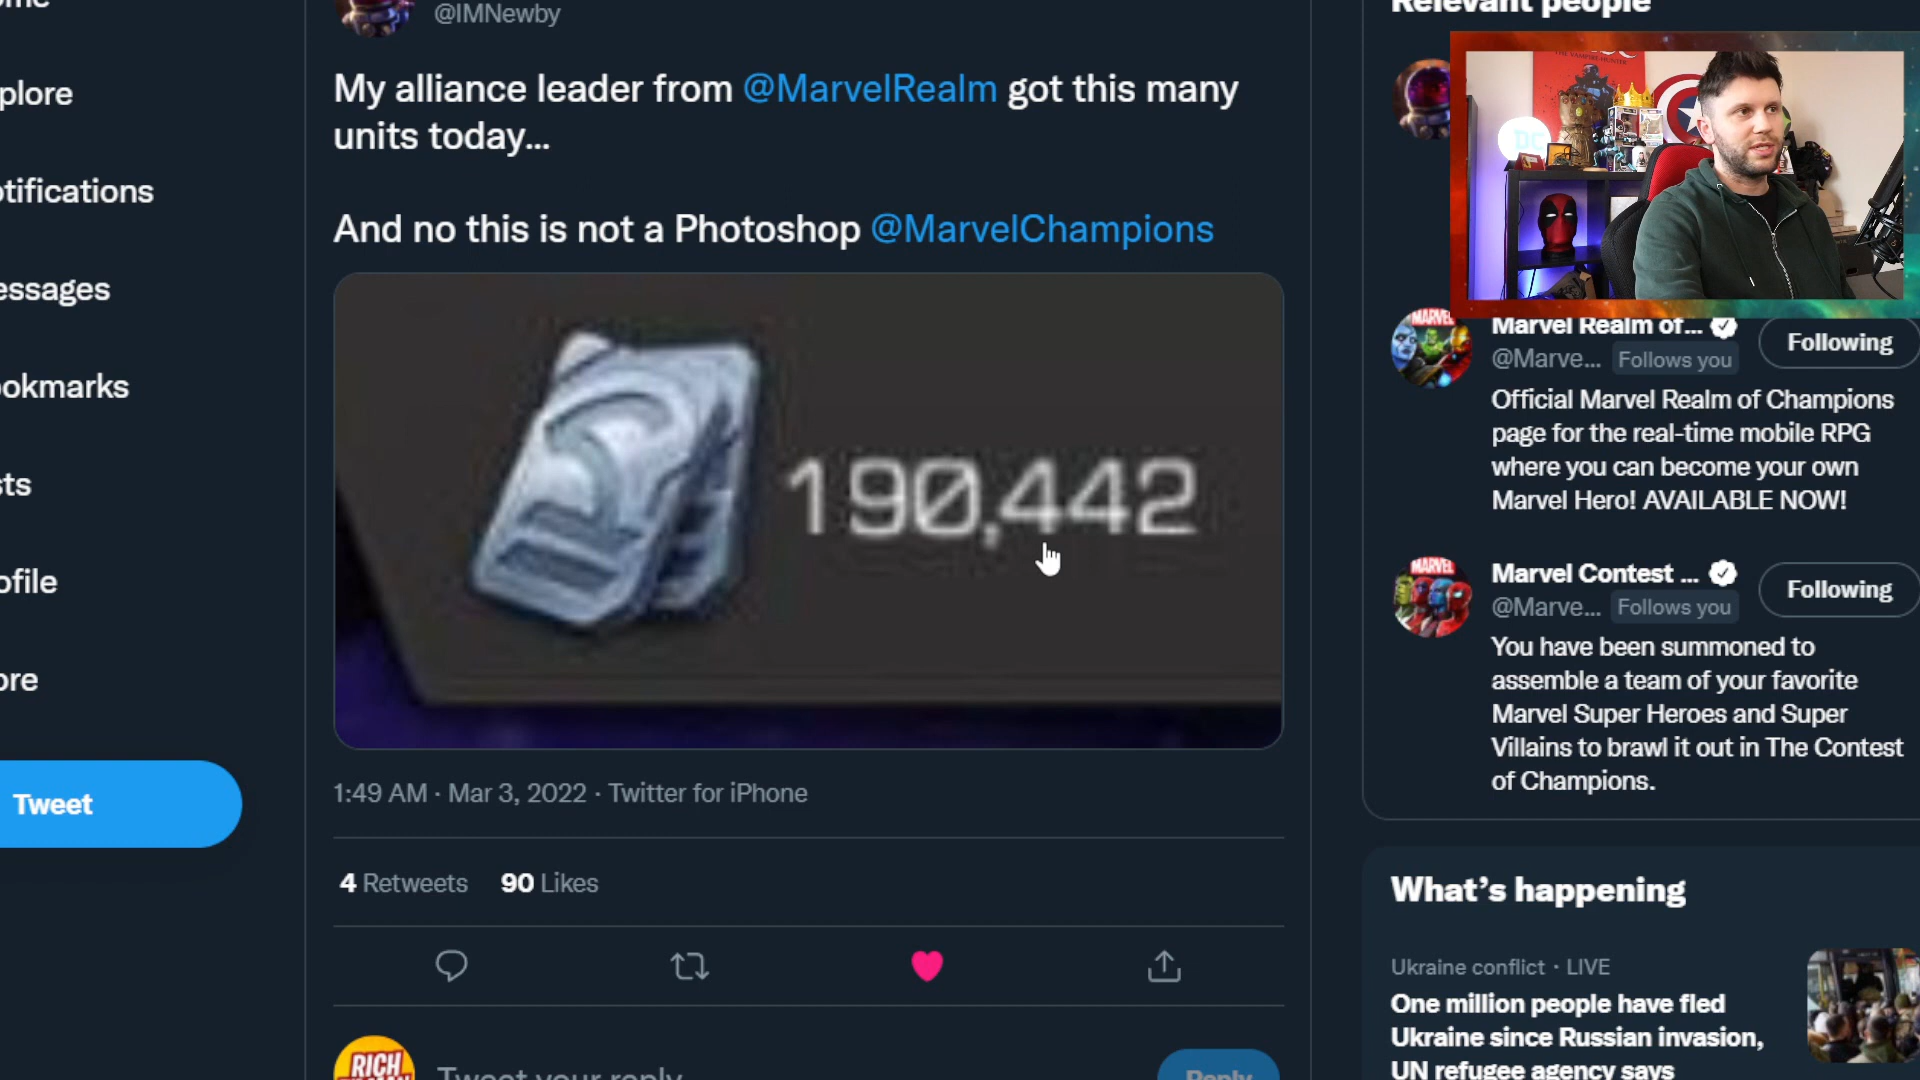 @IMNewby
My alliance leader from @MarvelRealm got this many
units today...
And no this is not a Photoshop @MarvelChampions
190,442
1:49 AM · Mar 3, 2022 · Twitter for iPhone
4 Retweets 90 Likes
RICH
Tweet your reply
Reply
plore
otifications
essages
ookmarks
sts
ofile
ore
Tweet
Relevant people
DC
MARVEL
Marvel Realm of...
@Marve... Follows you
Following
Official Marvel Realm of Champions
page for the real-time mobile RPG
where you can become your own
Marvel Hero! AVAILABLE NOW!
MARVEL
Marvel Contest ...
@Marve... Follows you
Following
You have been summoned to
assemble a team of your favorite
Marvel Super Heroes and Super
Villains to brawl it out in The Contest
of Champions.
What's happening
Ukraine conflict · LIVE
One million people have fled
Ukraine since Russian invasion,
UN refugee agency says